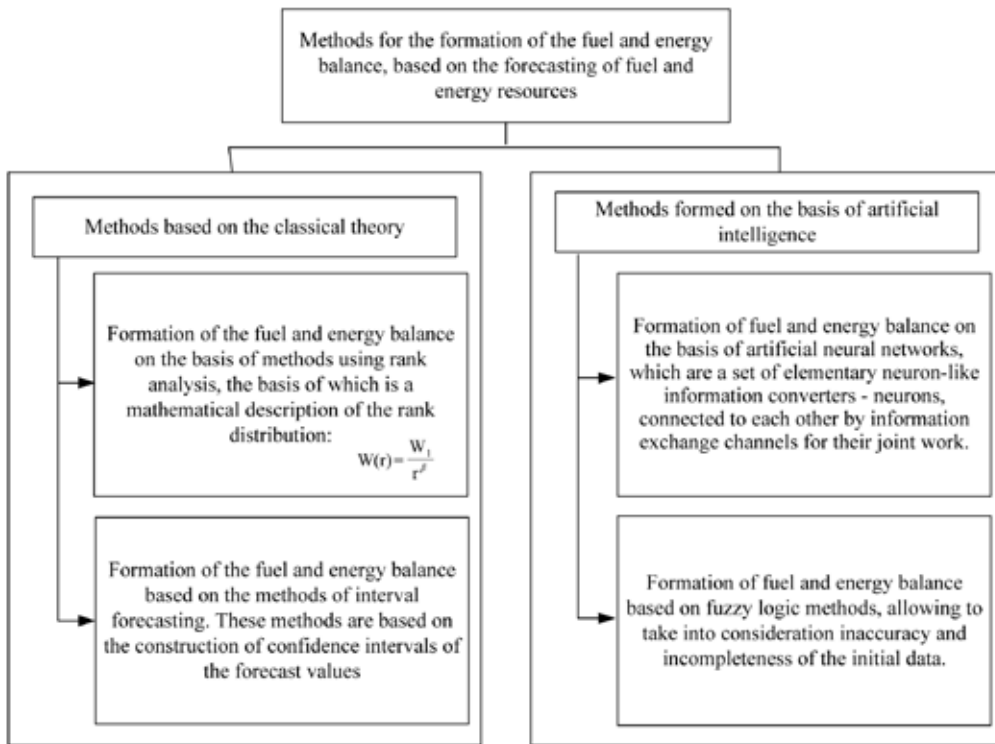 Methods for the formation of the fuel and energy
balance, based on the forecasting of fuel and
energy resources
Methods based on the classical theory
Formation of the fuel and energy balance
on the basis of methods using rank
analysis, the basis of which is a
mathematical description of the rank
distribution:
W(r)=W₁/r^β
Formation of the fuel and energy balance
based on the methods of interval
forecasting. These methods are based on
the construction of confidence intervals of
the forecast values
Methods formed on the basis of artificial
intelligence
Formation of fuel and energy balance on
the basis of artificial neural networks,
which are a set of elementary neuron-like
information converters - neurons,
connected to each other by information
exchange channels for their joint work.
Formation of fuel and energy balance
based on fuzzy logic methods, allowing to
take into consideration inaccuracy and
incompleteness of the initial data.